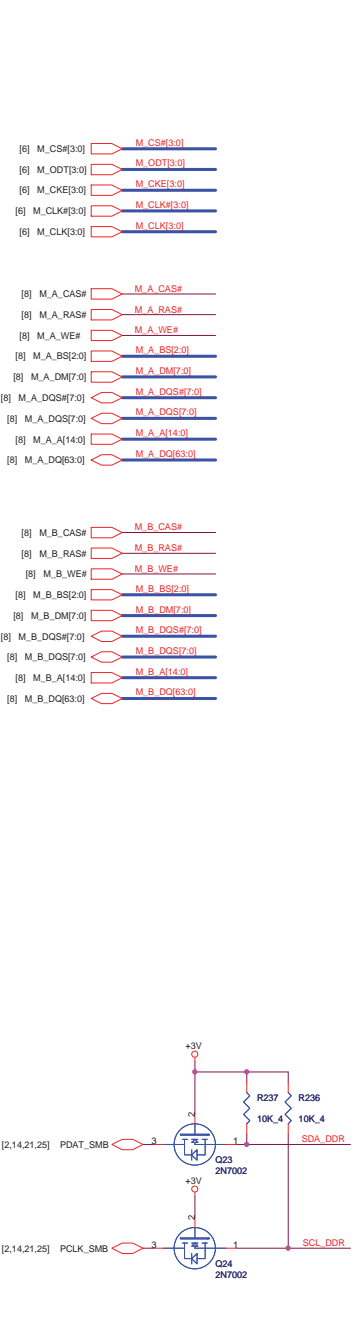 [6] M_CS#[3:0] M_CS#[3:0]
[6] M_ODT[3:0] M_ODT[3:0]
[6] M_CKE[3:0] M_CKE[3:0]
[6] M_CLK#[3:0] M_CLK#[3:0]
[6] M_CLK[3:0] M_CLK[3:0]
[8] M_A_CAS# M_A_CAS#
[8] M_A_RAS# M_A_RAS#
[8] M_A_WE# M_A_WE#
[8] M_A_BS[2:0] M_A_BS[2:0]
[8] M_A_DM[7:0] M_A_DM[7:0]
[8] M_A_DQS#[7:0] M_A_DQS#[7:0]
[8] M_A_DQS[7:0] M_A_DQS[7:0]
[8] M_A_A[14:0] M_A_A[14:0]
[8] M_A_DQ[63:0] M_A_DQ[63:0]
[8] M_B_CAS# M_B_CAS#
[8] M_B_RAS# M_B_RAS#
[8] M_B_WE# M_B_WE#
[8] M_B_BS[2:0] M_B_BS[2:0]
[8] M_B_DM[7:0] M_B_DM[7:0]
[8] M_B_DQS#[7:0] M_B_DQS#[7:0]
[8] M_B_DQS[7:0] M_B_DQS[7:0]
[8] M_B_A[14:0] M_B_A[14:0]
[8] M_B_DQ[63:0] M_B_DQ[63:0]
+3V
R237 R236
2
10K_4 10K_4
[2,14,21,25] PDAT_SMB 3 1 SDA_DDR
Q23
2N7002
+3V
2
[2,14,21,25] PCLK_SMB 3 1 SCL_DDR
Q24
2N7002